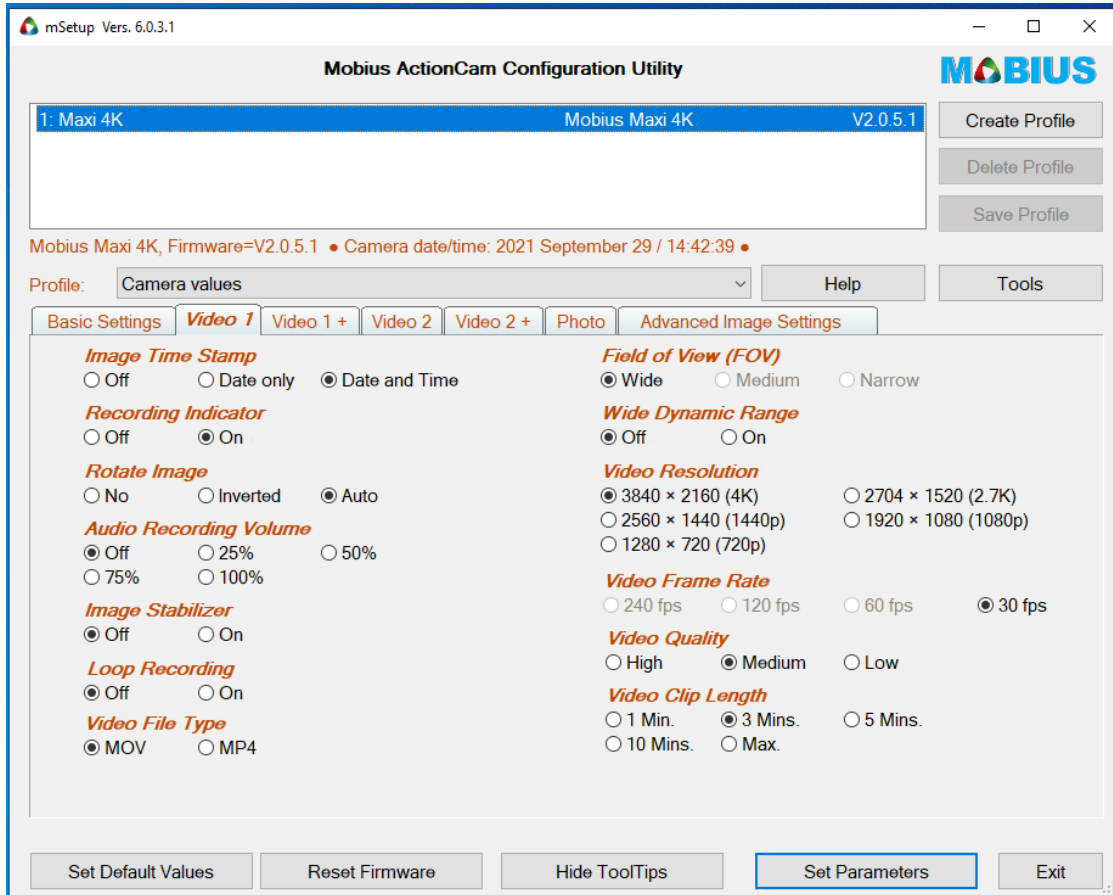 mSetup Vers. 6.0.3.1
Mobius ActionCam Configuration Utility
MOBIUS
1: Maxi 4K Mobius Maxi 4K V2.0.5.1
Create Profile
Delete Profile
Save Profile
Mobius Maxi 4K, Firmware=V2.0.5.1 ● Camera date/time: 2021 September 29 / 14:42:39 ●
Profile: Camera values Help Tools
Basic Settings Video 1 Video 1 + Video 2 Video 2 + Photo Advanced Image Settings
Image Time Stamp
Off Date only Date and Time
Recording Indicator
Off On
Rotate Image
No Inverted Auto
Audio Recording Volume
Off 25% 50%
75% 100%
Image Stabilizer
Off On
Loop Recording
Off On
Video File Type
MOV MP4
Field of View (FOV)
Wide Medium Narrow
Wide Dynamic Range
Off On
Video Resolution
3840 × 2160 (4K) 2704 × 1520 (2.7K)
2560 × 1440 (1440p) 1920 × 1080 (1080p)
1280 × 720 (720p)
Video Frame Rate
240 fps 120 fps 60 fps 30 fps
Video Quality
High Medium Low
Video Clip Length
1 Min. 3 Mins. 5 Mins.
10 Mins. Max.
Set Default Values Reset Firmware Hide ToolTips Set Parameters Exit